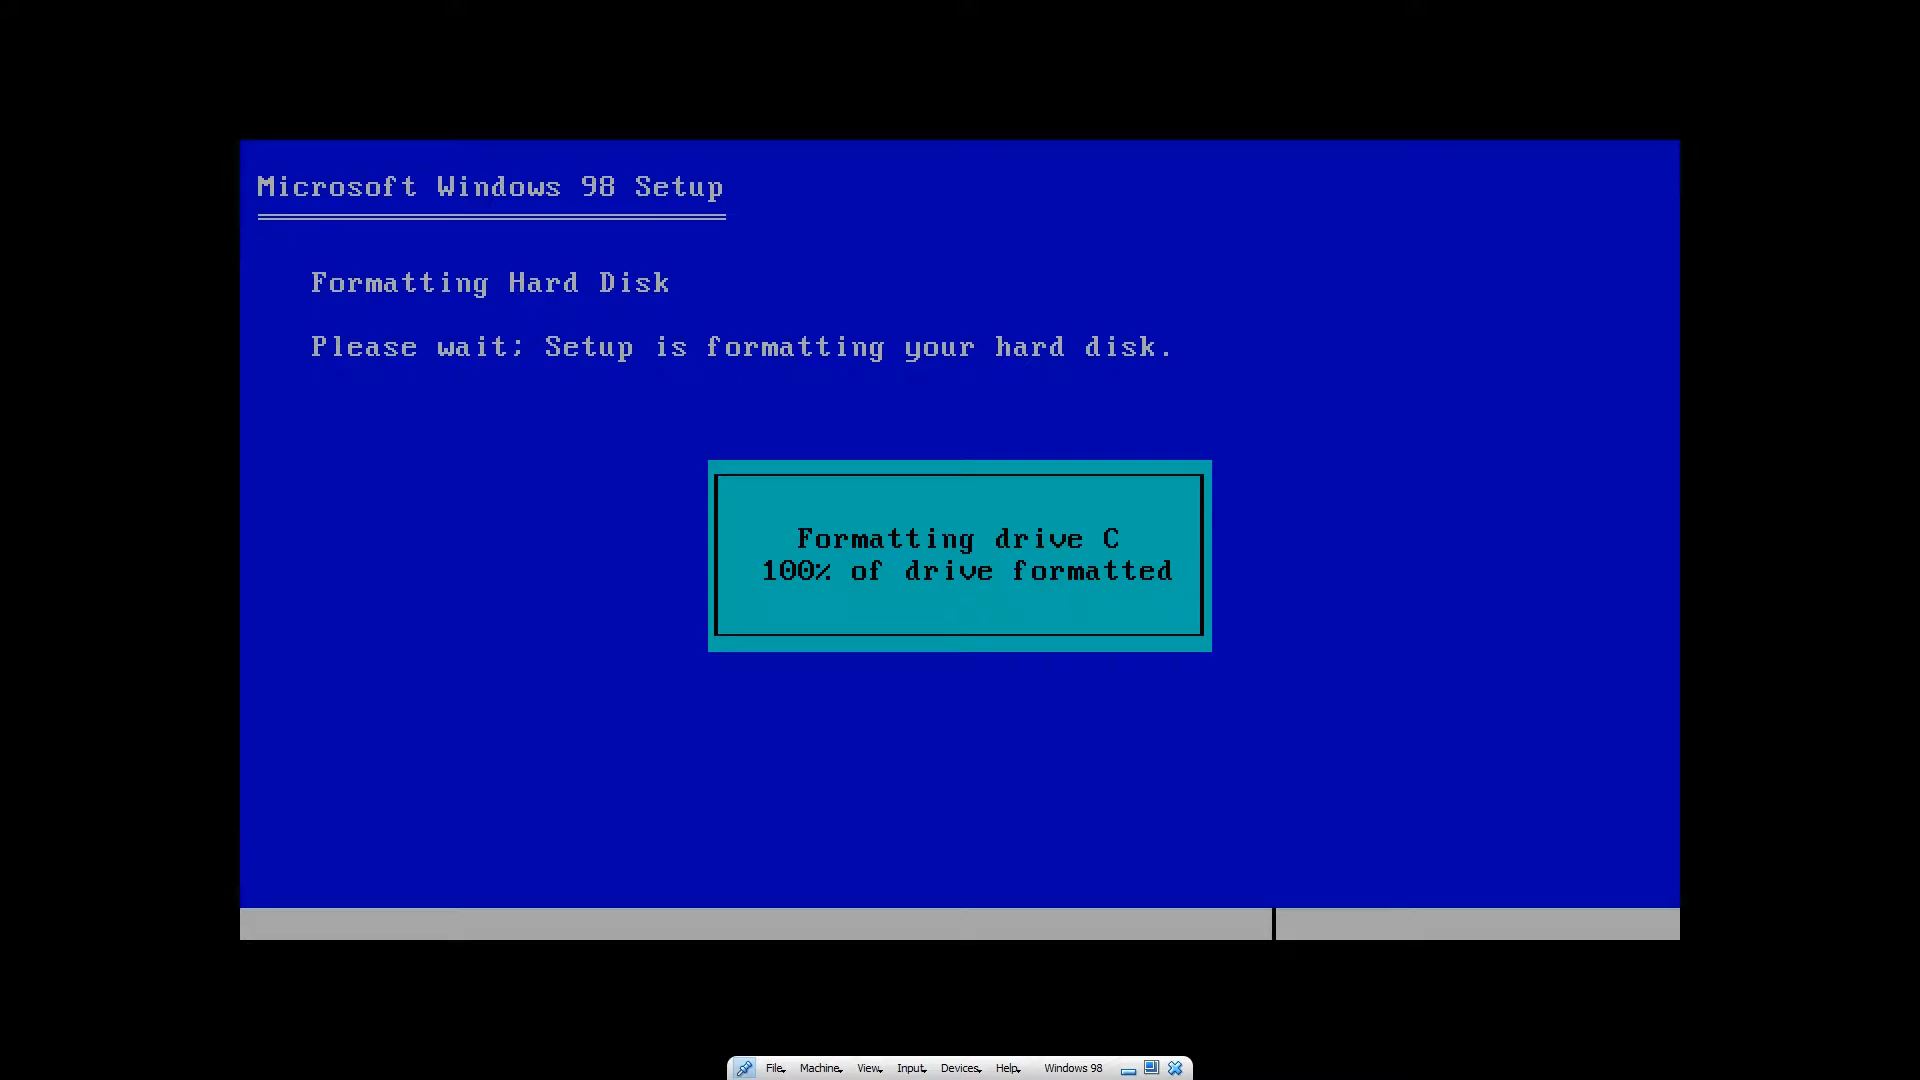 Microsoft Windows 98 Setup
Formatting Hard Disk
Please wait; Setup is formatting your hard disk.
Formatting drive C
100% of drive formatted
File Machine View Input Devices Help Windows 98